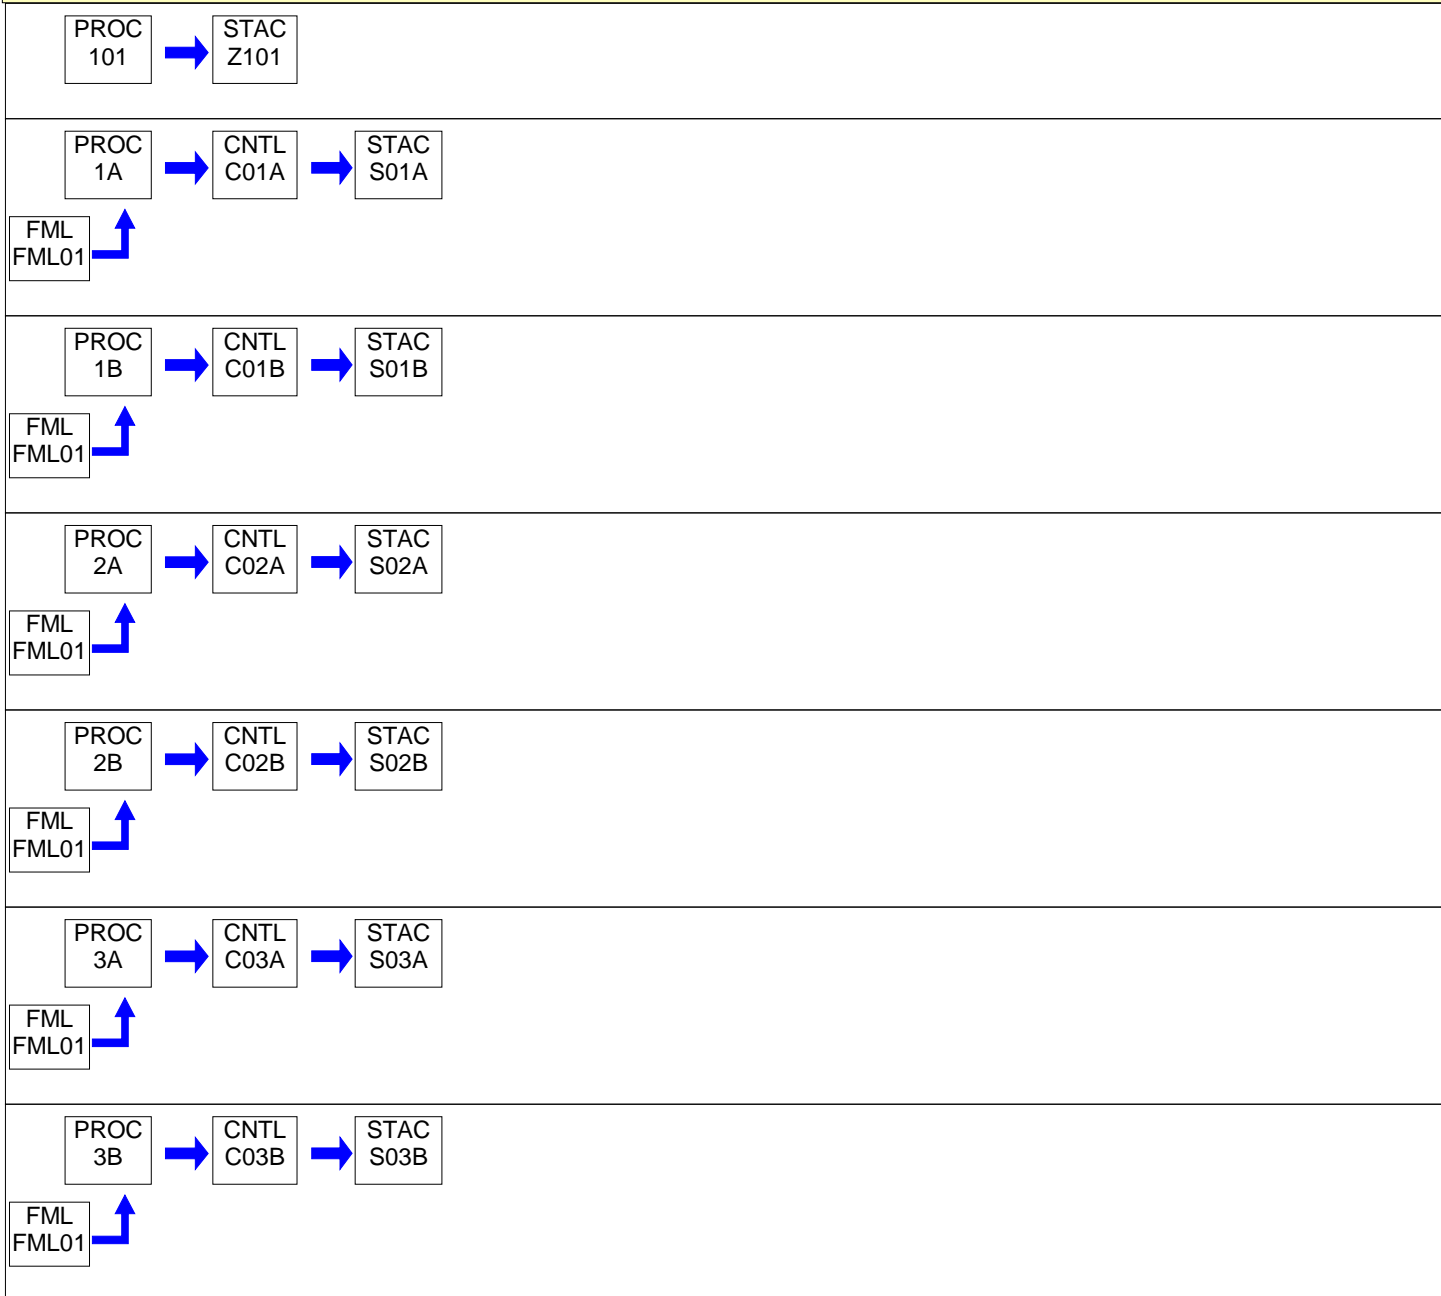 PROC
101
STAC
Z101
PROC
1A
CNTL
C01A
STAC
S01A
FML
FML01
PROC
1B
CNTL
C01B
STAC
S01B
FML
FML01
PROC
2A
CNTL
C02A
STAC
S02A
FML
FML01
PROC
2B
CNTL
C02B
STAC
S02B
FML
FML01
PROC
3A
CNTL
C03A
STAC
S03A
FML
FML01
PROC
3B
CNTL
C03B
STAC
S03B
FML
FML01